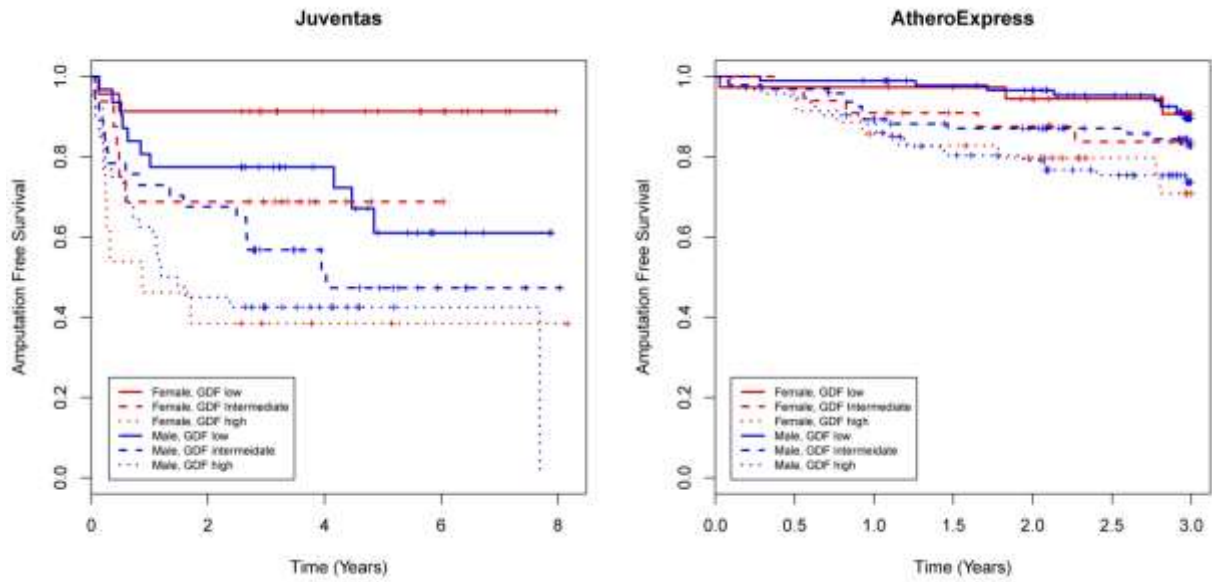 Juventas
Amputation Free Survival
1.0
0.8
0.6
0.4
0.2
0.0
Female, GDF low
Female, GDF Intermediate
Female, GDF high
Male, GDF low
Male, GDF intermeidate
Male, GDF high
0 2 4 6 8
Time (Years)
AtheroExpress
Amputation Free Survival
1.0
0.8
0.6
0.4
0.2
0.0
Female, GDF low
Female, GDF Intermediate
Female, GDF high
Male, GDF low
Male, GDF intermeidate
Male, GDF high
0.0 0.5 1.0 1.5 2.0 2.5 3.0
Time (Years)